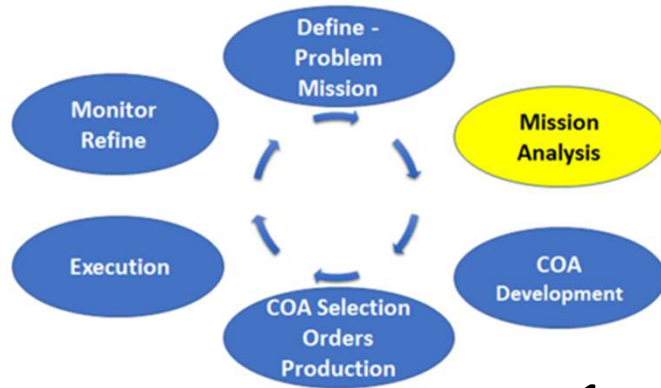 Define -
Problem
Mission
Monitor
Refine
Mission
Analysis
Execution
COA
Development
COA Selection
Orders
Production